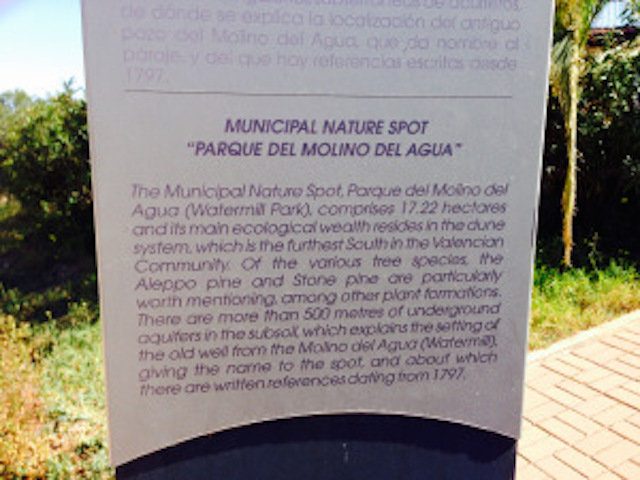 subterráneas de acuíferos,
de dónde se explica la localización del antiguo
pozo del Molino del Agua, que da nombre al
paraje, y del que hay referencias escritas desde
1797.
MUNICIPAL NATURE SPOT
"PARQUE DEL MOLINO DEL AGUA"
The Municipal Nature Spot, Parque del Molino del
Agua (Watermill Park), comprises 17.22 hectares
and its main ecological wealth resides in the dune
system, which is the furthest South in the Valencian
Community. Of the various tree species, the
Aleppo pine and Stone pine are particularly
worth mentioning, among other plant formations.
There are more than 500 metres of underground
aquifers in the subsoil, which explains the setting of
the old well from the Molino del Agua (Watermill),
giving the name to the spot, and about which
there are written references dating from 1797.